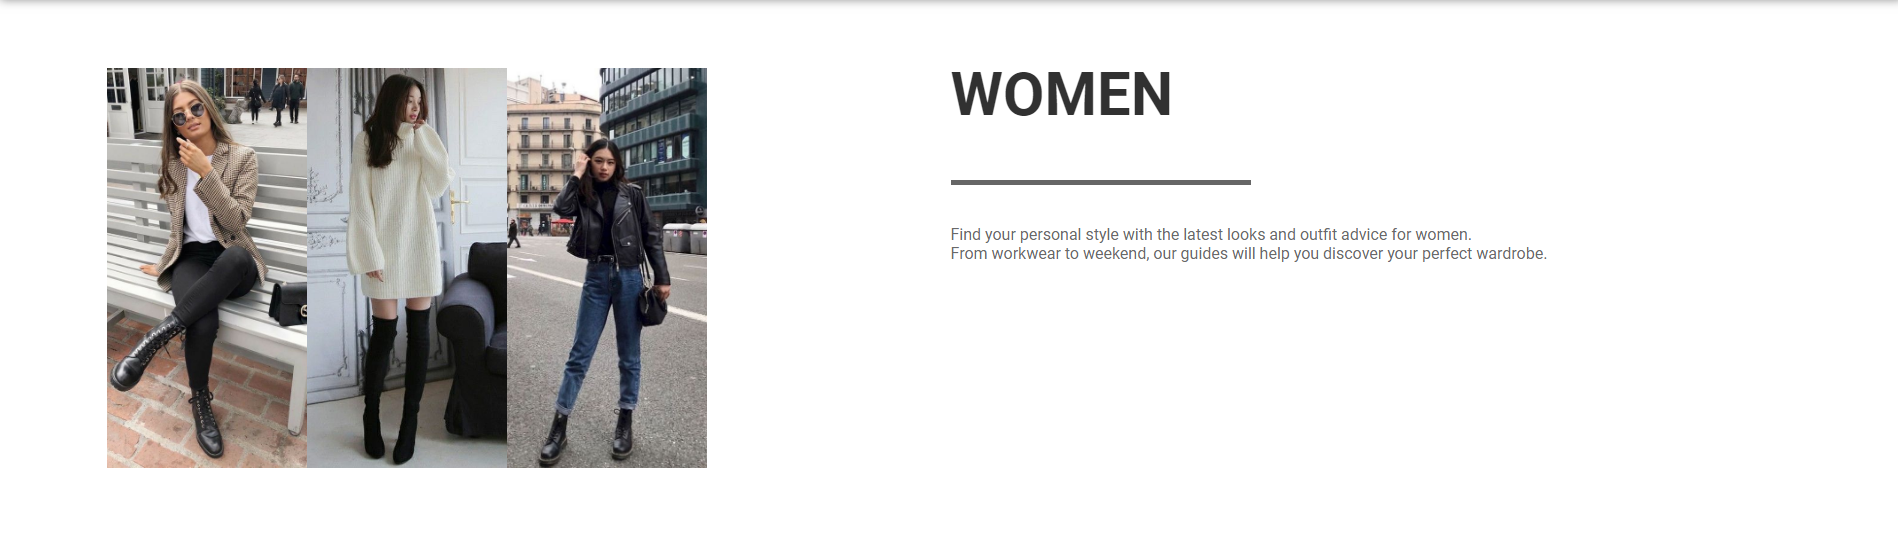 WOMEN
Find your personal style with the latest looks and outfit advice for women.
From workwear to weekend, our guides will help you discover your perfect wardrobe.